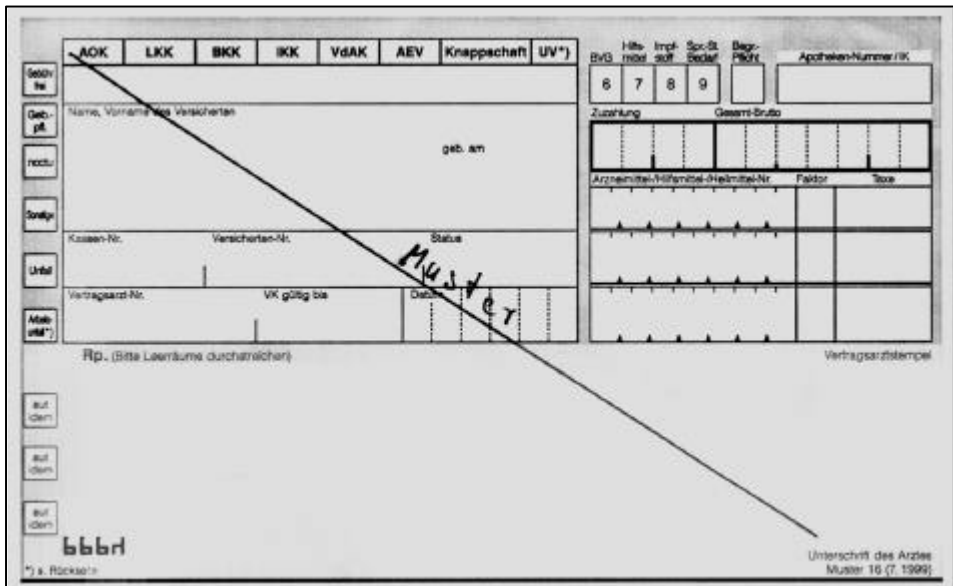 AOK LKK BKK IKK VdAK AEV Knappschaft UV*)
BVG Hilfs-mittel Impf-stoff Spr.-St. Bedarf Begr.-Pflicht Apotheken-Nummer/IK
6 7 8 9
Gebühr frei
Geb.-pfl.
noctu
Sonstige
Unfall
Arbeits-unfall*)
Name, Vorname des Versicherten
geb. am
Zuzahlung Gesamt-Brutto
Arzneimittel-/Hilfsmittel-/Heilmittel-Nr. Faktor Taxe
Kassen-Nr. Versicherten-Nr. Status
Muster
Vertragsarzt-Nr. VK gültig bis Datum
Rp. (Bitte Leerräume durchstreichen)
Vertragsarztstempel
aut idem
aut idem
aut idem
*) s. Rückseite
Unterschrift des Arztes
Muster 16 (7. 1999)